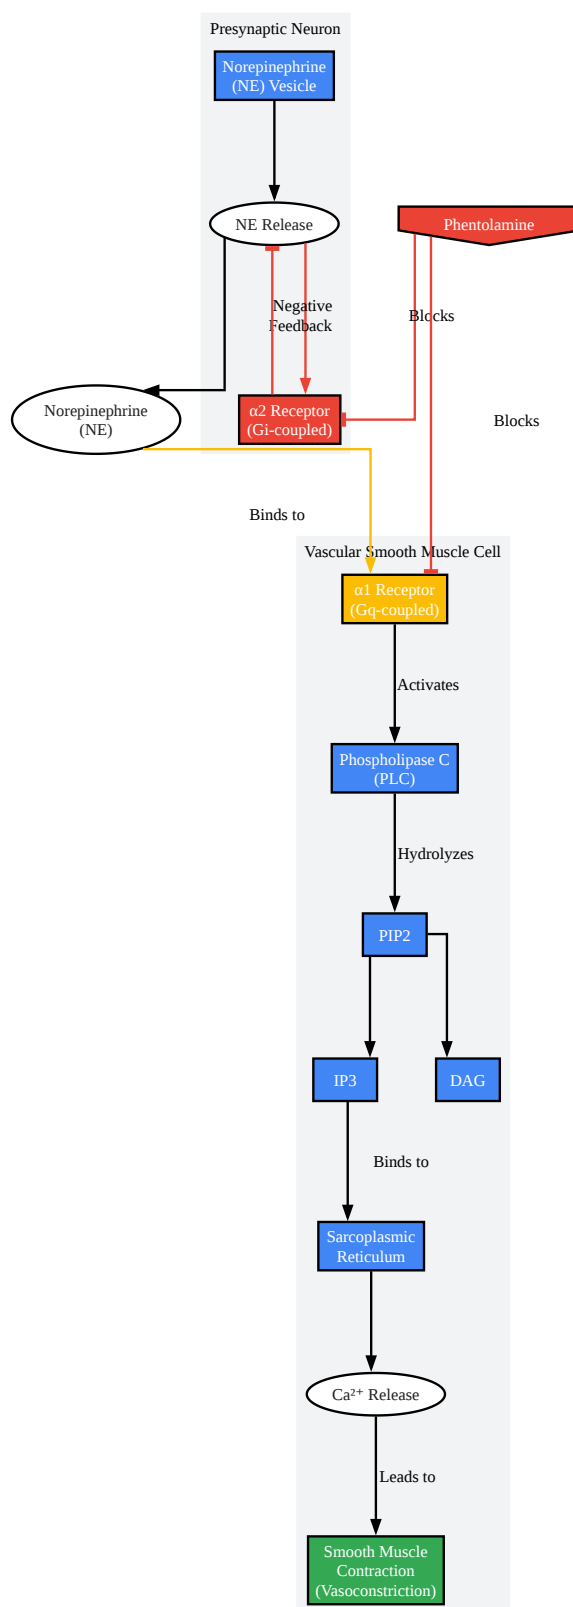 Presynaptic Neuron
Norepinephrine
(NE) Vesicle
NE Release
Phentolamine
Negative
Feedback
Blocks
Norepinephrine
(NE)
α2 Receptor
(Gi-coupled)
Blocks
Binds to
Vascular Smooth Muscle Cell
α1 Receptor
(Gq-coupled)
Activates
Phospholipase C
(PLC)
Hydrolyzes
PIP2
IP3
DAG
Binds to
Sarcoplasmic
Reticulum
Ca²⁺ Release
Leads to
Smooth Muscle
Contraction
(Vasoconstriction)